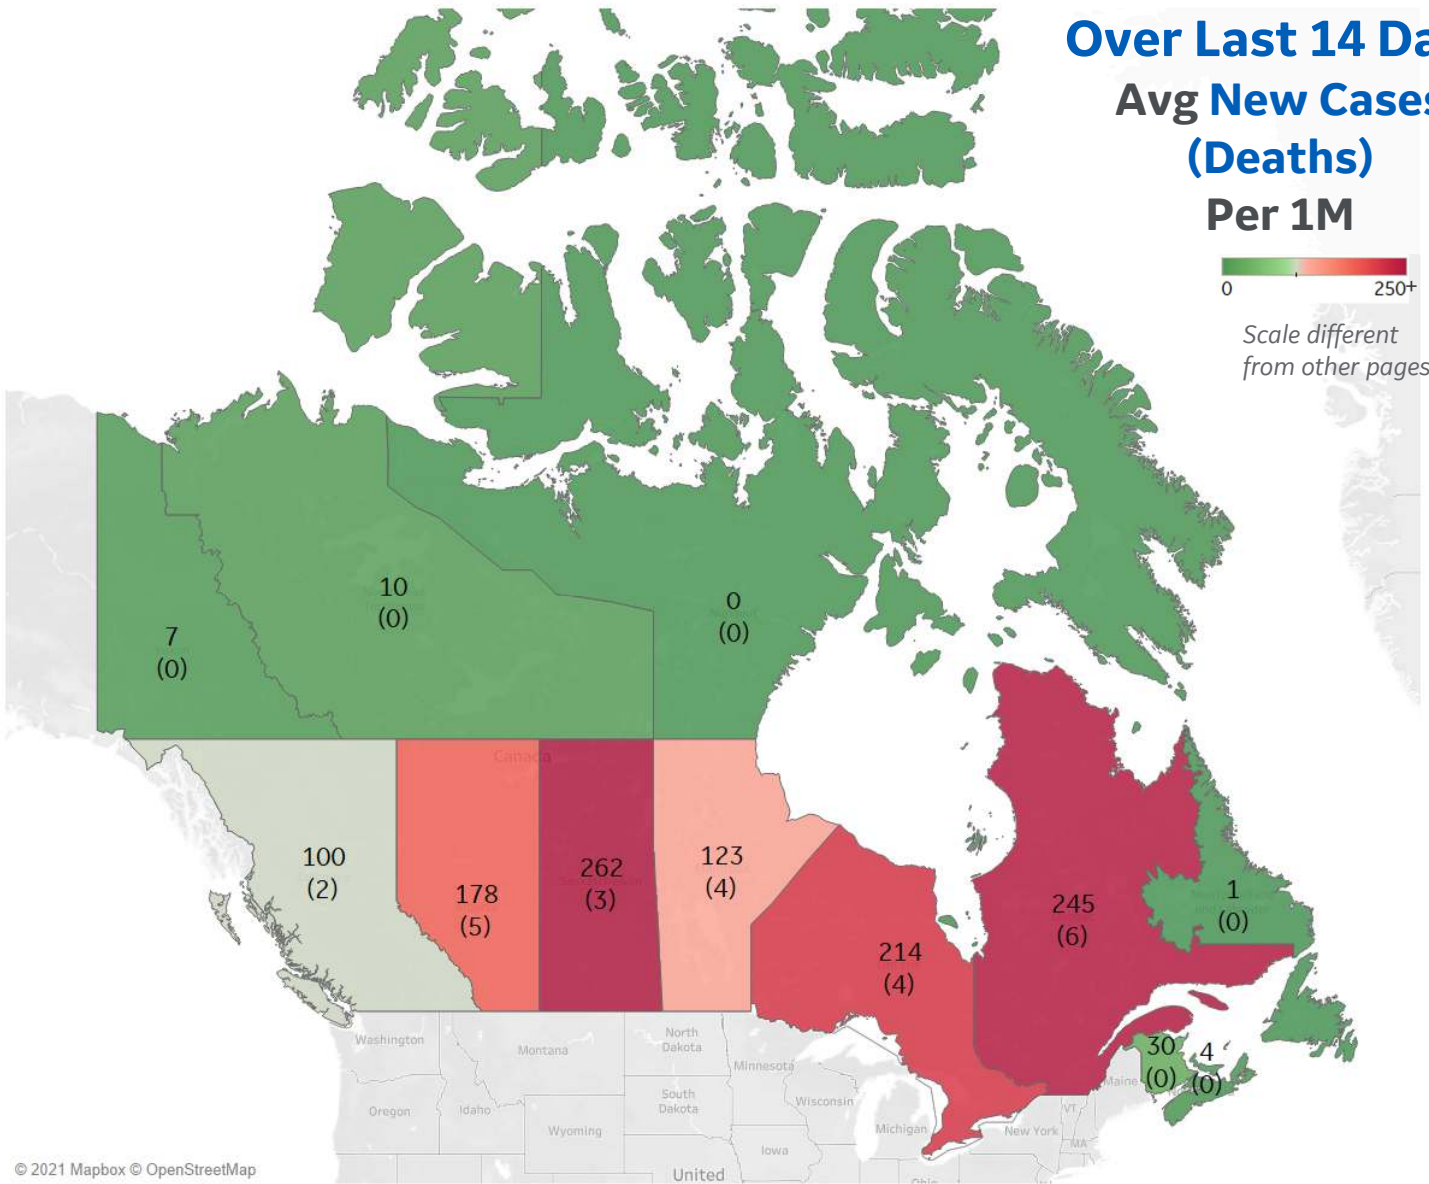 Over Last 14 Da
Avg New Cases
(Deaths)
Per 1M
0
250+
Scale different
from other pages
10
(0)
0
(0)
7
(0)
Canada
100
(2)
178
(5)
262
(3)
123
(4)
214
(4)
245
(6)
1
(0)
30
(0)
4
(0)
Washington
Montana
North
Dakota
Minnesota
Maine
Oregon
Idaho
South
Dakota
Wisconsin
Wyoming
Michigan
New York
VT
MA
Iowa
United
© 2021 Mapbox © OpenStreetMap